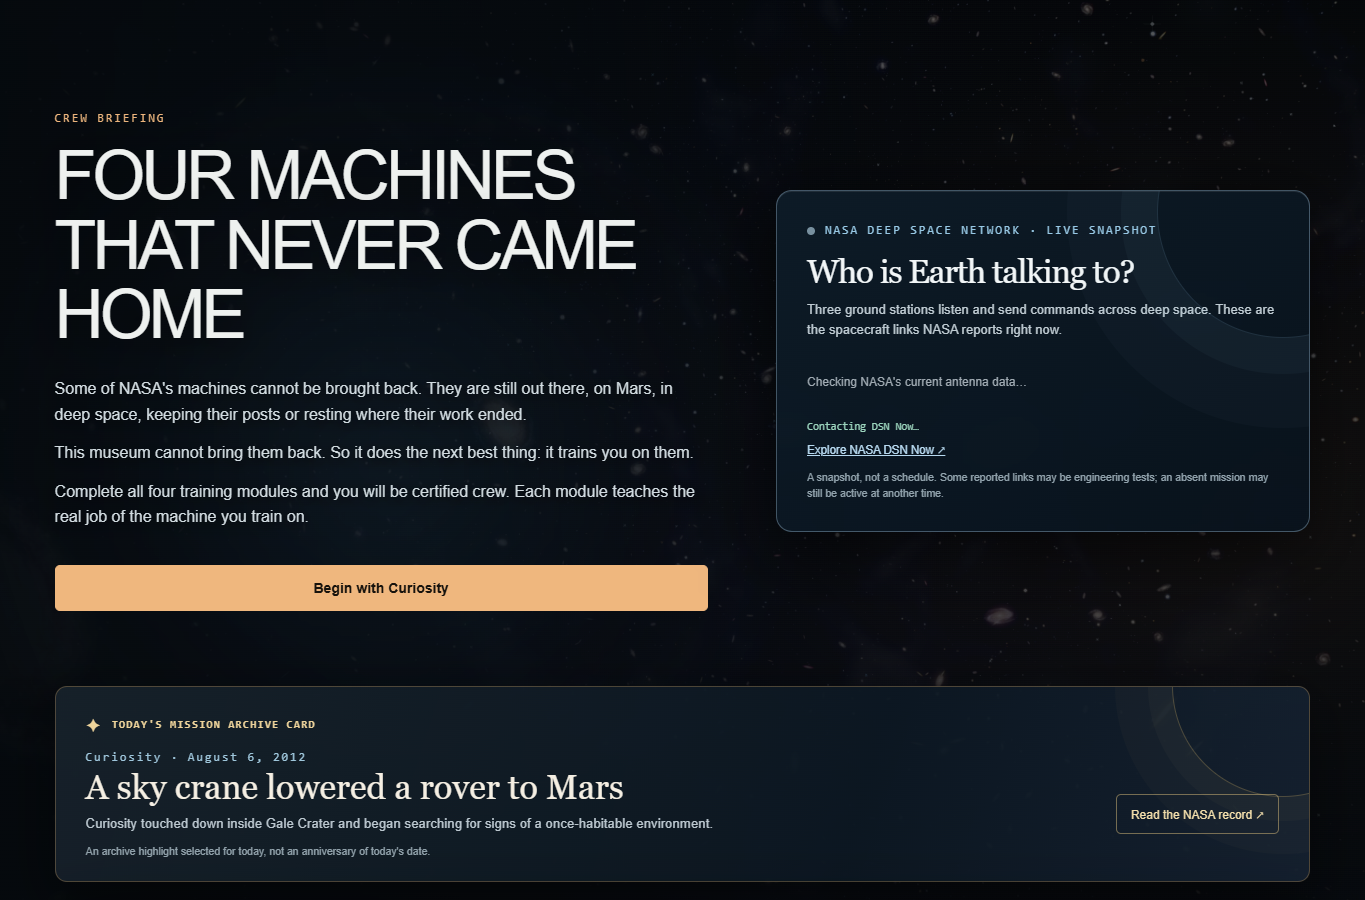 CREW BRIEFING
FOUR MACHINES
THAT NEVER CAME
HOME
Some of NASA's machines cannot be brought back. They are still out there, on Mars, in
deep space, keeping their posts or resting where their work ended.
This museum cannot bring them back. So it does the next best thing: it trains you on them.
Complete all four training modules and you will be certified crew. Each module teaches the
real job of the machine you train on.
Begin with Curiosity
NASA DEEP SPACE NETWORK · LIVE SNAPSHOT
Who is Earth talking to?
Three ground stations listen and send commands across deep space. These are
the spacecraft links NASA reports right now.
Checking NASA's current antenna data…
Contacting DSN Now…
Explore NASA DSN Now ↗
A snapshot, not a schedule. Some reported links may be engineering tests; an absent mission may
still be active at another time.
TODAY'S MISSION ARCHIVE CARD
Curiosity · August 6, 2012
A sky crane lowered a rover to Mars
Curiosity touched down inside Gale Crater and began searching for signs of a once-habitable environment.
An archive highlight selected for today, not an anniversary of today's date.
Read the NASA record ↗